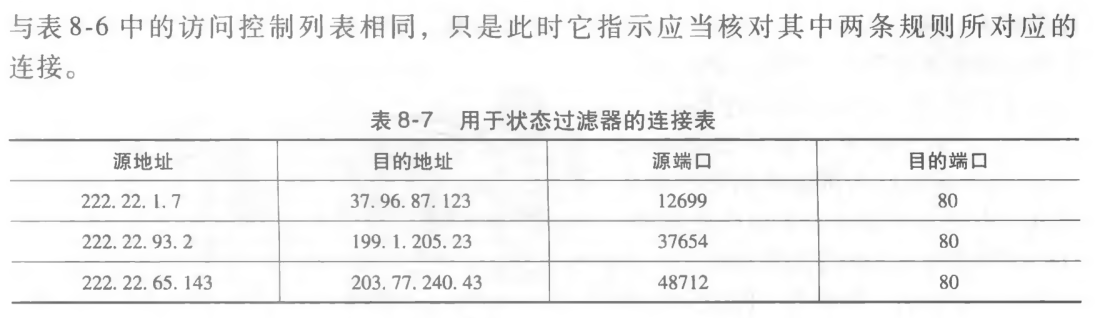 与表 8-6 中的访问控制列表相同，只是此时它指示应当核对其中两条规则所对应的
连接。
表 8-7 用于状态过滤器的连接表
源地址 目的地址 源端口 目的端口
222. 22. 1. 7 37. 96. 87. 123 12699 80
222. 22. 93. 2 199. 1. 205. 23 37654 80
222. 22. 65. 143 203. 77. 240. 43 48712 80